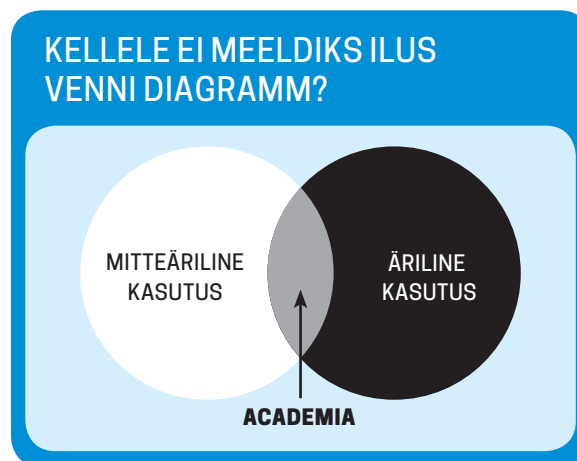 KELLELE EI MEELDIKS ILUS
VENNI DIAGRAMM?
MITTEÄRILINE
KASUTUS
ÄRILINE
KASUTUS
ACADEMIA